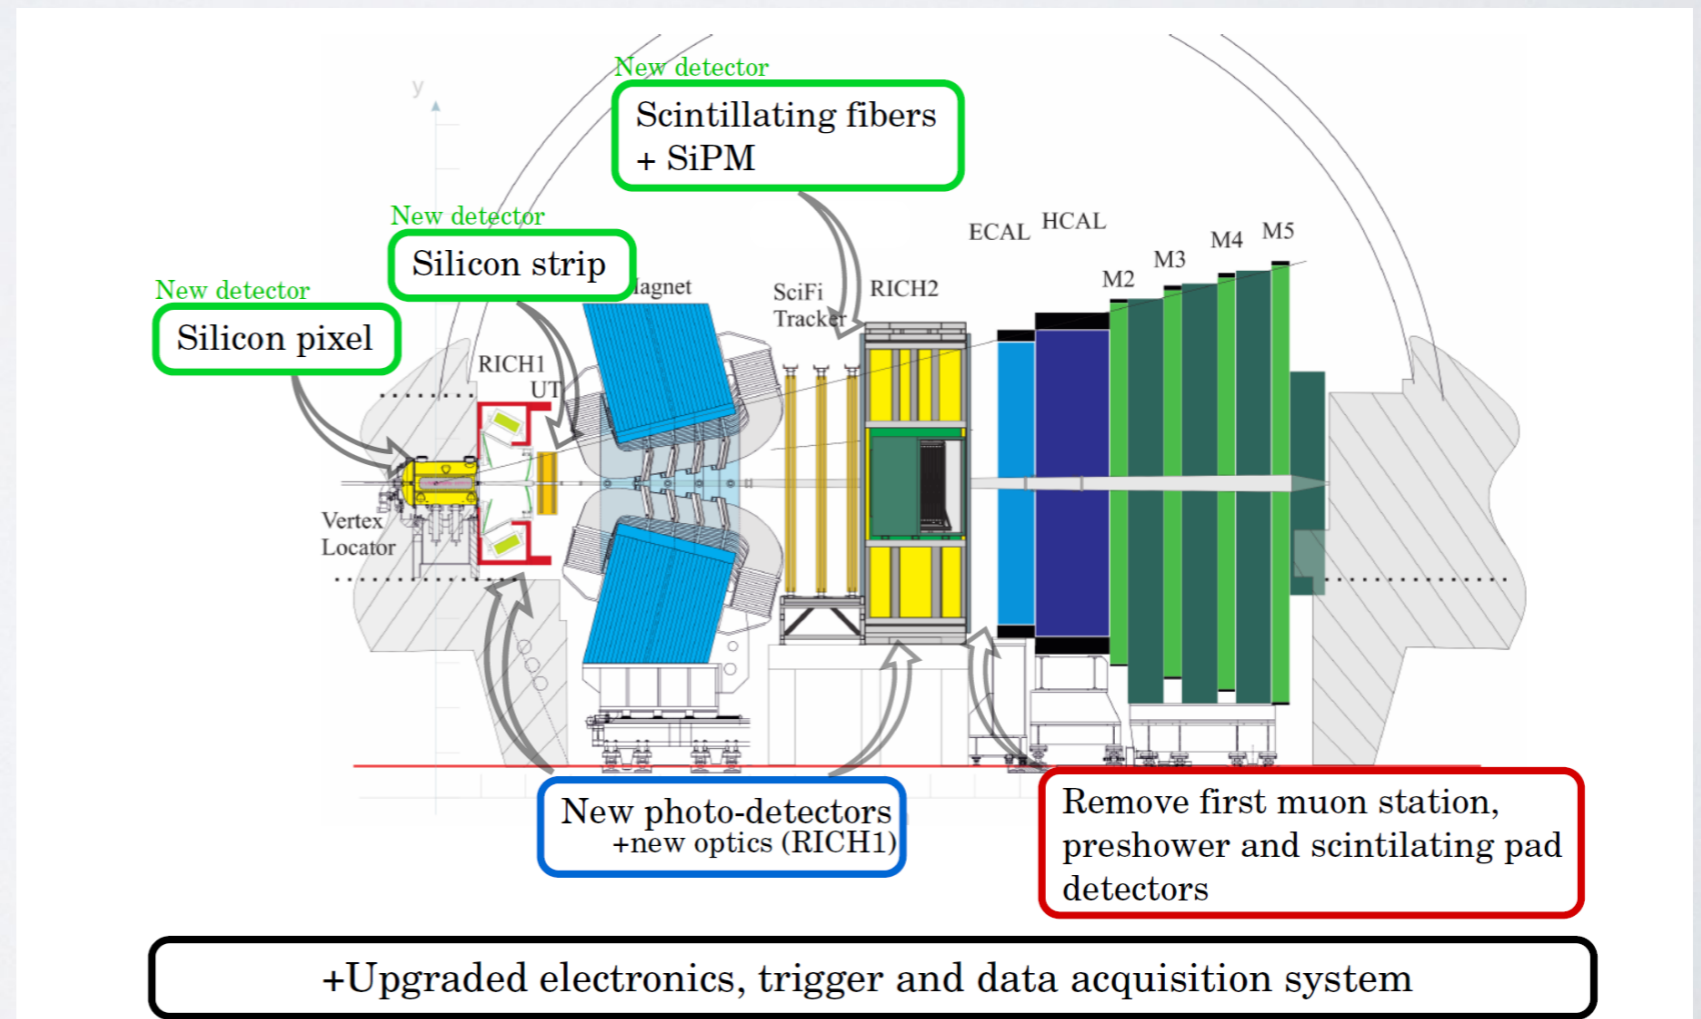 New detector
Scintillating fibers
+ SiPM
y
New detector
Silicon strip
New detector
Silicon pixel
ECAL
HCAL
M2
M3
M4
M5
agnet
SciFi
Tracker
RICH2
RICH1
UT
Vertex
Locator
New photo-detectors
+new optics (RICH1)
Remove first muon station,
preshower and scintilating pad
detectors
+Upgraded electronics, trigger and data acquisition system